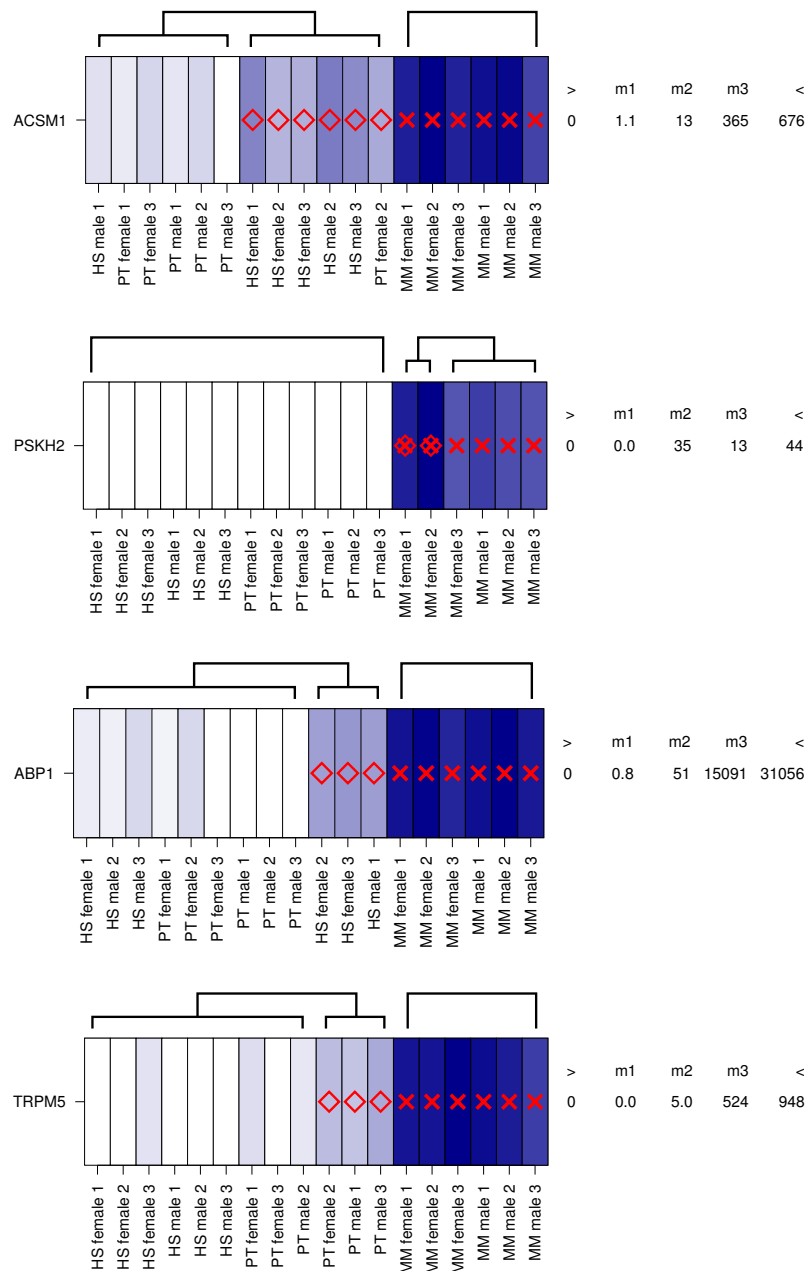 > m1 m2 m3 <
ACSM1 0 1.1 13 365 676
HS male 1
PT female 1
PT female 3
PT male 1
PT male 2
PT male 3
HS female 1
HS female 2
HS female 3
HS male 2
HS male 3
PT female 2
MM female 1
MM female 2
MM female 3
MM male 1
MM male 2
MM male 3
> m1 m2 m3 <
PSKH2 0 0.0 35 13 44
HS female 1
HS female 2
HS female 3
HS male 1
HS male 2
HS male 3
PT female 1
PT female 2
PT female 3
PT male 1
PT male 2
PT male 3
MM female 1
MM female 2
MM female 3
MM male 1
MM male 2
MM male 3
> m1 m2 m3 <
ABP1 0 0.8 51 15091 31056
HS female 1
HS male 2
HS male 3
PT female 1
PT female 2
PT female 3
PT male 1
PT male 2
PT male 3
HS female 2
HS female 3
HS male 1
MM female 1
MM female 2
MM female 3
MM male 1
MM male 2
MM male 3
> m1 m2 m3 <
TRPM5 0 0.0 5.0 524 948
HS female 1
HS female 2
HS female 3
HS male 1
HS male 2
HS male 3
PT female 1
PT female 3
PT male 2
PT female 2
PT male 1
PT male 3
MM female 1
MM female 2
MM female 3
MM male 1
MM male 2
MM male 3